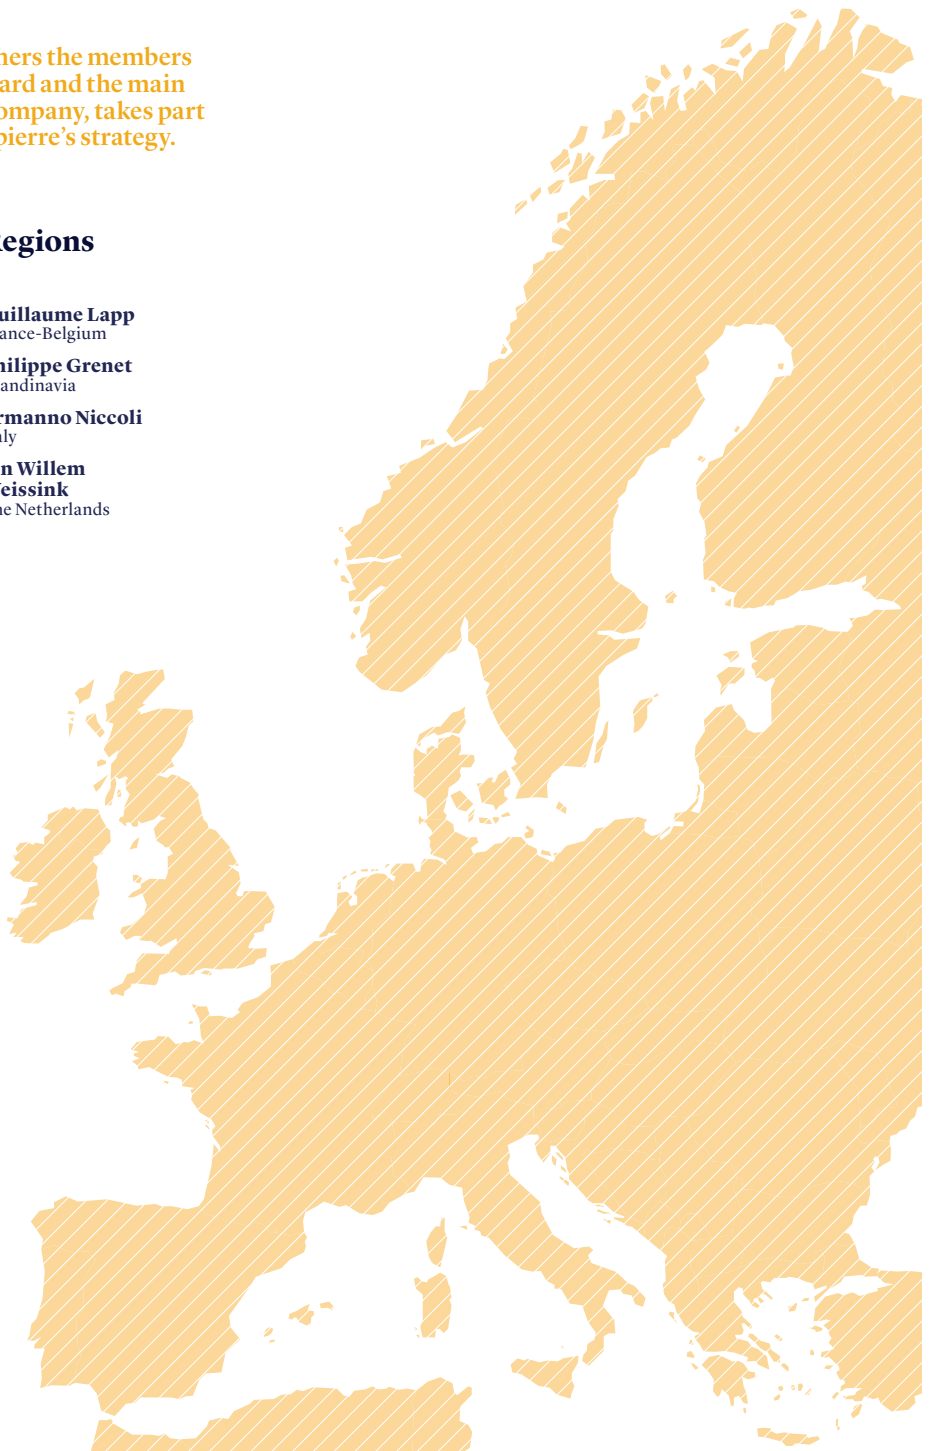 hers the members
ard and the main
ompany, takes part
pierre's strategy.
egions
uillaume Lapp
ance-Belgium
hilippe Grenet
andinavia
rmanno Niccoli
aly
n Willem
eissink
he Netherlands